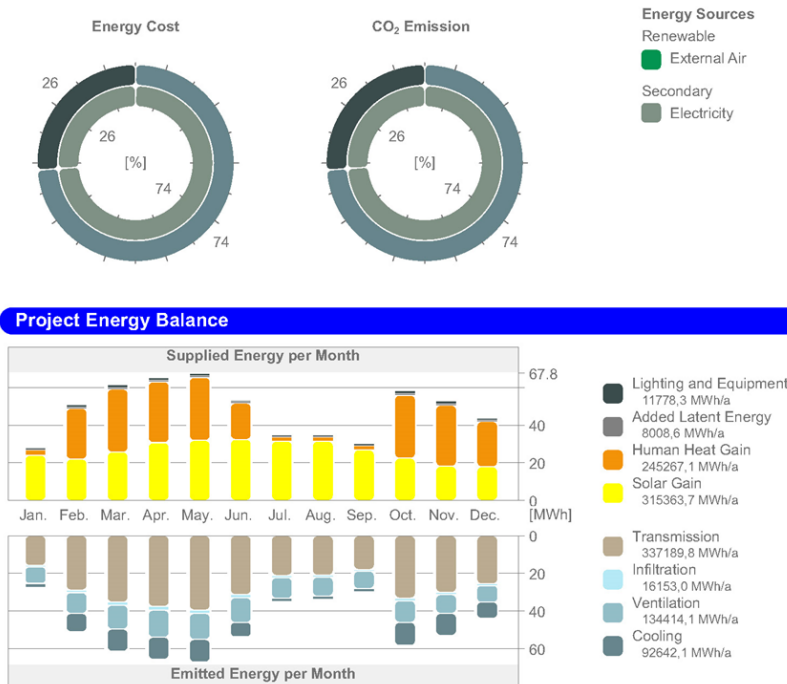 Energy Cost
CO₂ Emission
Energy Sources
Renewable
External Air
Secondary
Electricity
26
26
[%]
74
74
26
26
[%]
74
74
Project Energy Balance
Supplied Energy per Month
67.8
40
20
0
Jan. Feb. Mar. Apr. May. Jun. Jul. Aug. Sep. Oct. Nov. Dec. [MWh]
0
20
40
60
Emitted Energy per Month
Lighting and Equipment
11778,3 MWh/a
Added Latent Energy
8008,6 MWh/a
Human Heat Gain
245267,1 MWh/a
Solar Gain
315363,7 MWh/a
Transmission
337189,8 MWh/a
Infiltration
16153,0 MWh/a
Ventilation
134414,1 MWh/a
Cooling
92642,1 MWh/a